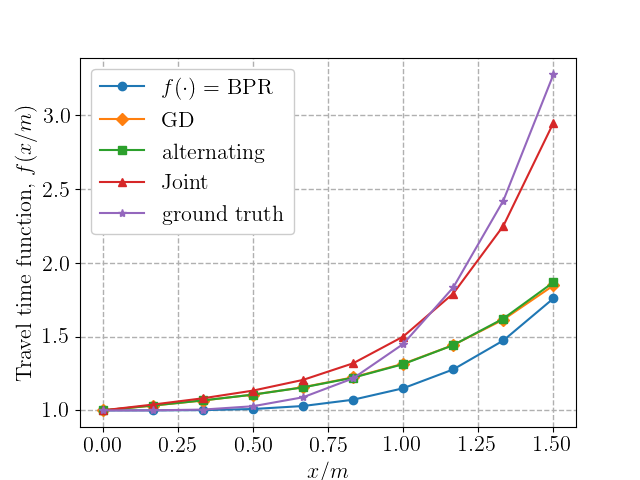 f(·) = BPR
GD
alternating
Joint
ground truth
Travel time function, f(x/m)
3.0
2.5
2.0
1.5
1.0
0.00 0.25 0.50 0.75 1.00 1.25 1.50
x/m